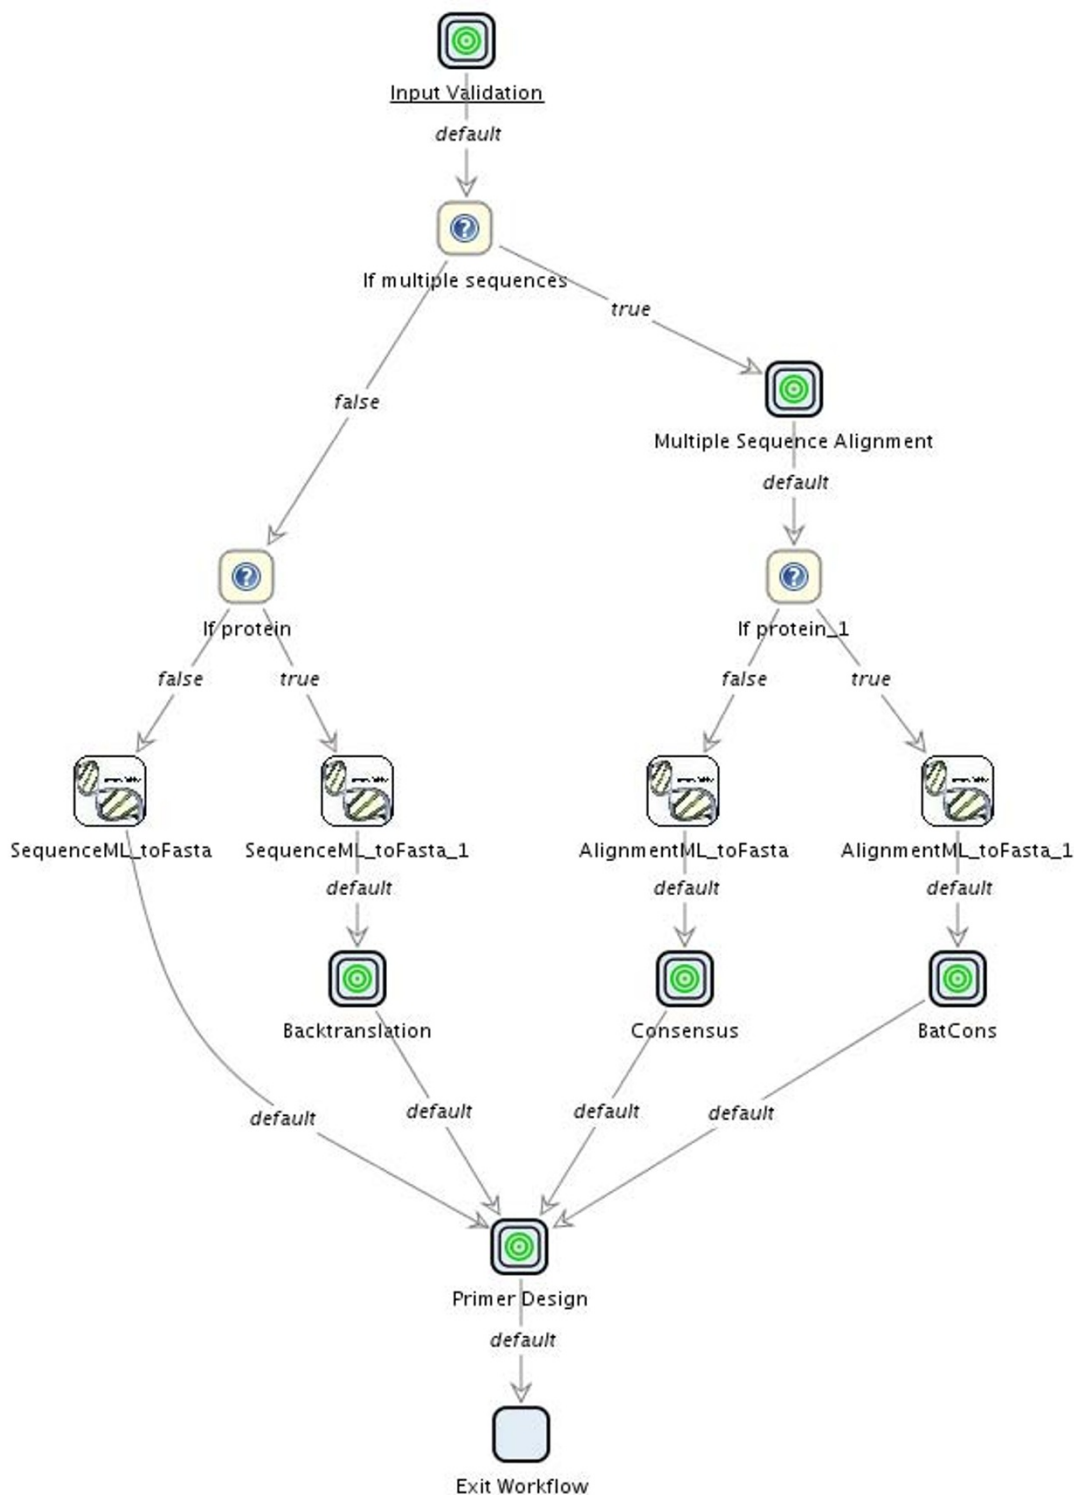 Input Validation
default
If multiple sequences
true
false
Multiple Sequence Alignment
default
If protein
If protein_1
false
true
false
true
SequenceML_toFasta
SequenceML_toFasta_1
AlignmentML_toFasta
AlignmentML_toFasta_1
default
default
default
Backtranslation
Consensus
BatCons
default
default
default
default
Primer Design
default
Exit Workflow